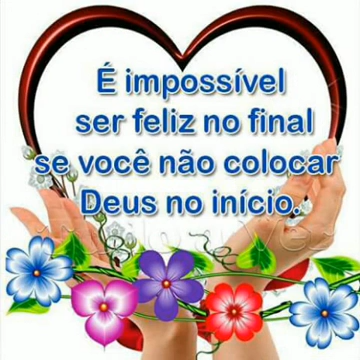 É impossível
ser feliz no final
se você não colocar
Deus no início.